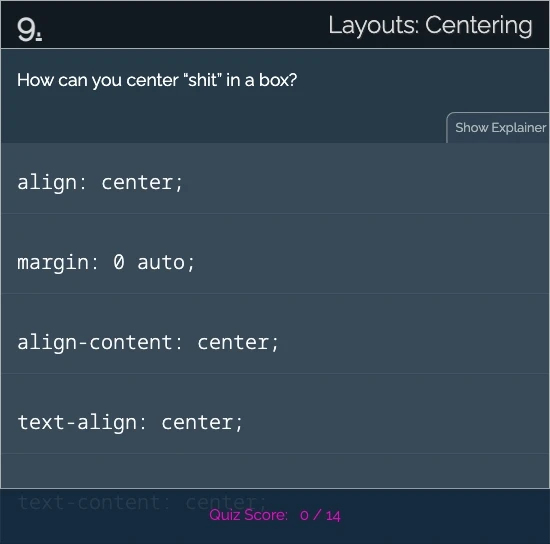 9.
Layouts: Centering
How can you center “shit” in a box?
Show Explainer
align: center;
margin: 0 auto;
align-content: center;
text-align: center;
text-content: center;
Quiz Score: 0 / 14